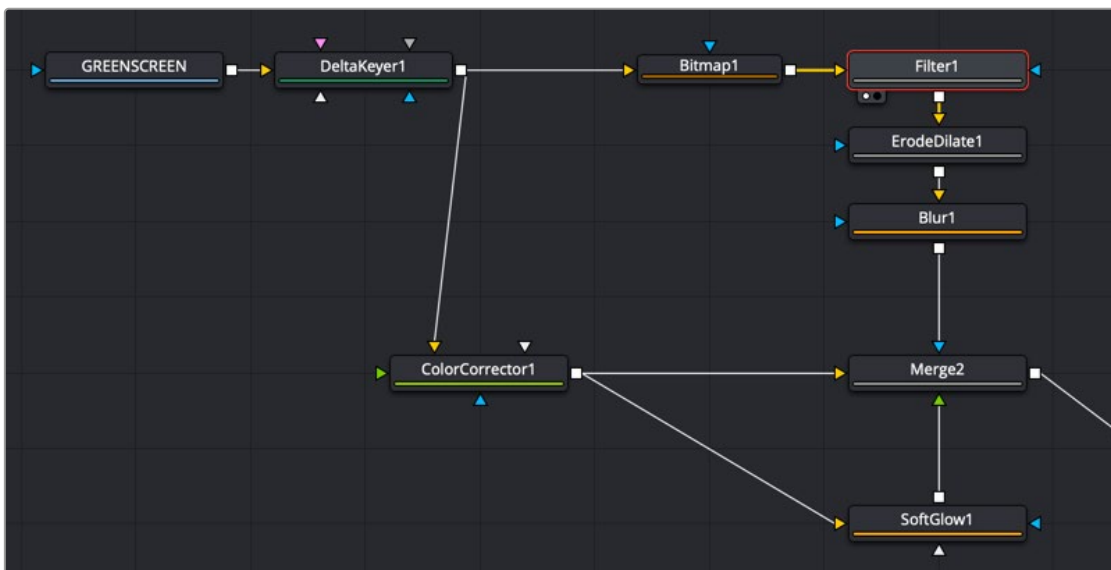 GREENSCREEN
DeltaKeyer1
Bitmap1
Filter1
ErodeDilate1
Blur1
ColorCorrector1
Merge2
SoftGlow1